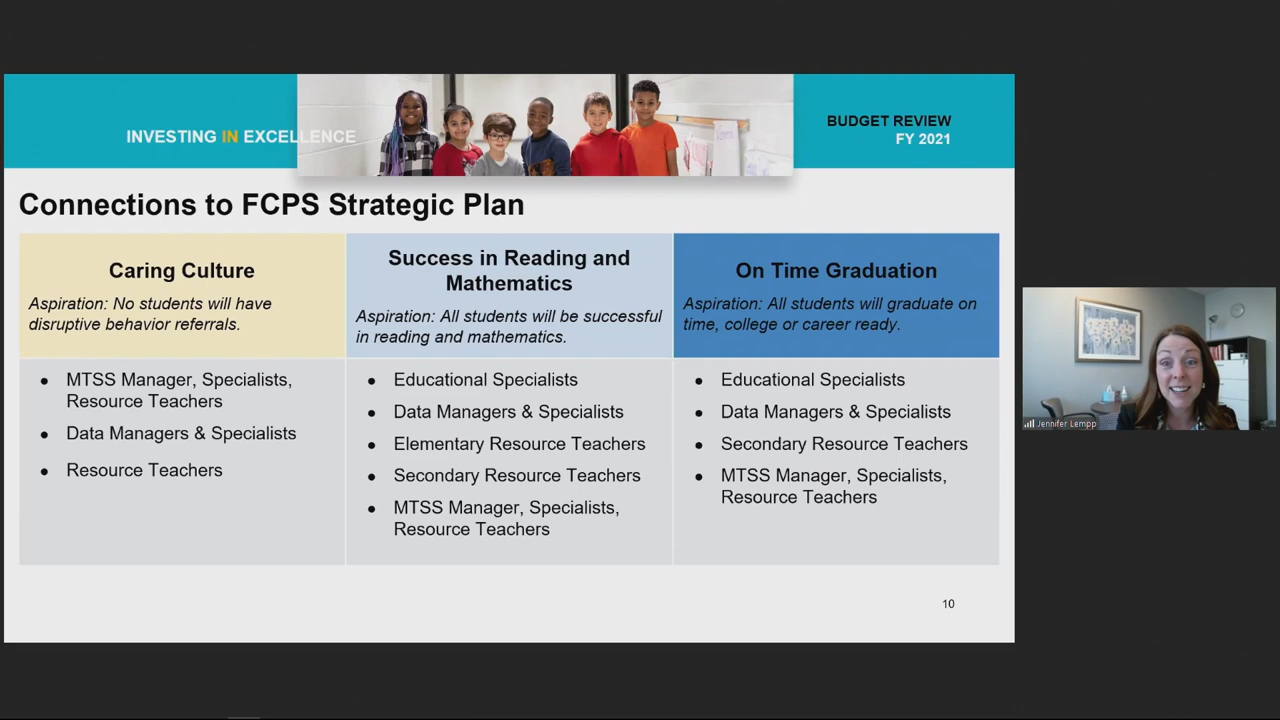 INVESTING IN EXCELLENCE
BUDGET REVIEW
FY 2021
Connections to FCPS Strategic Plan
Caring Culture
Aspiration: No students will have
disruptive behavior referrals.
Success in Reading and
Mathematics
Aspiration: All students will be successful
in reading and mathematics.
On Time Graduation
Aspiration: All students will graduate on
time, college or career ready.
● MTSS Manager, Specialists,
Resource Teachers
● Data Managers & Specialists
● Resource Teachers
● Educational Specialists
● Data Managers & Specialists
● Elementary Resource Teachers
● Secondary Resource Teachers
● MTSS Manager, Specialists,
Resource Teachers
● Educational Specialists
● Data Managers & Specialists
● Secondary Resource Teachers
● MTSS Manager, Specialists,
Resource Teachers
10
Jennifer Lempp